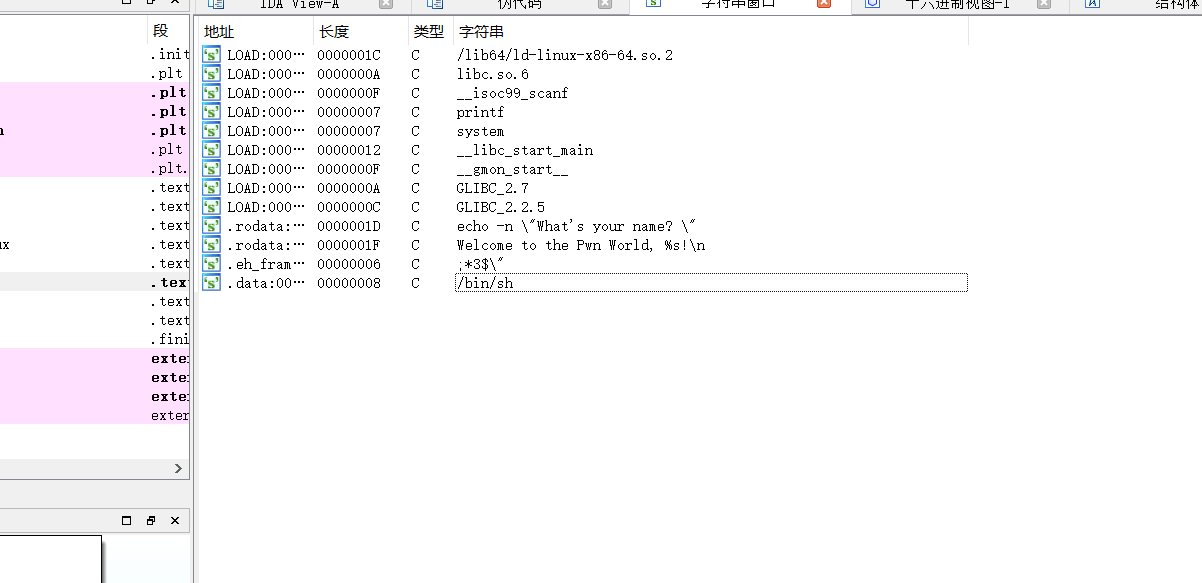 IDA View-A 伪代码 字符串窗口 十六进制视图-1 结构体
段
.init
.plt
.plt
.plt
.plt
.plt
.plt.
.text
.text
.text
.text
.text
.tex
.text
.text
.fini
exte
exte
exte
exter
地址 长度 类型 字符串
LOAD:000… 0000001C C /lib64/ld-linux-x86-64.so.2
LOAD:000… 0000000A C libc.so.6
LOAD:000… 0000000F C __isoc99_scanf
LOAD:000… 00000007 C printf
LOAD:000… 00000007 C system
LOAD:000… 00000012 C __libc_start_main
LOAD:000… 0000000F C __gmon_start__
LOAD:000… 0000000A C GLIBC_2.7
LOAD:000… 0000000C C GLIBC_2.2.5
.rodata:… 0000001D C echo -n \"What's your name? \"
.rodata:… 0000001F C Welcome to the Pwn World, %s!\n
.eh_fram… 00000006 C ;*3$\"
.data:00… 00000008 C /bin/sh